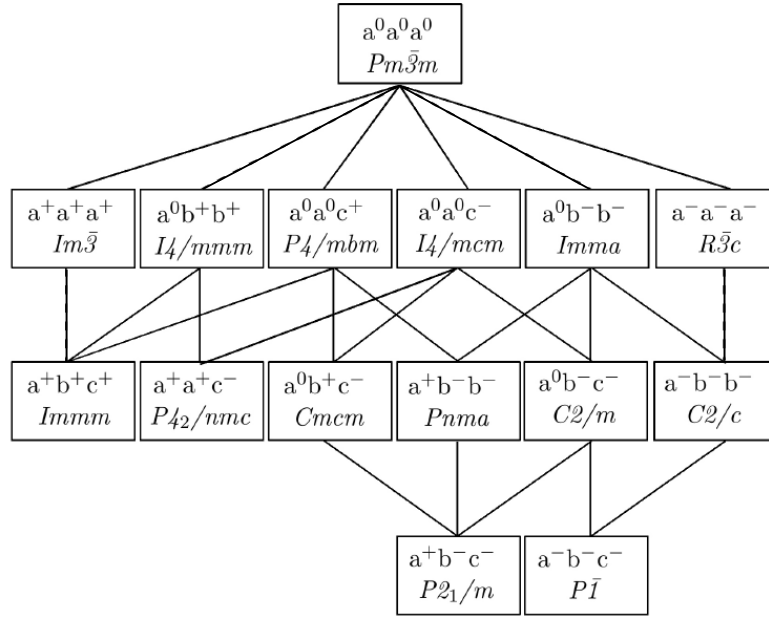 a⁰a⁰a⁰
Pm3̄m
a⁺a⁺a⁺
Im3̄
a⁰b⁺b⁺
I4/mmm
a⁰a⁰c⁺
P4/mbm
a⁰a⁰c⁻
I4/mcm
a⁰b⁻b⁻
Imma
a⁻a⁻a⁻
R3̄c
a⁺b⁺c⁺
Immm
a⁺a⁺c⁻
P4₂/nmc
a⁰b⁺c⁻
Cmcm
a⁺b⁻b⁻
Pnma
a⁰b⁻c⁻
C2/m
a⁻b⁻b⁻
C2/c
a⁺b⁻c⁻
P2₁/m
a⁻b⁻c⁻
P1̄